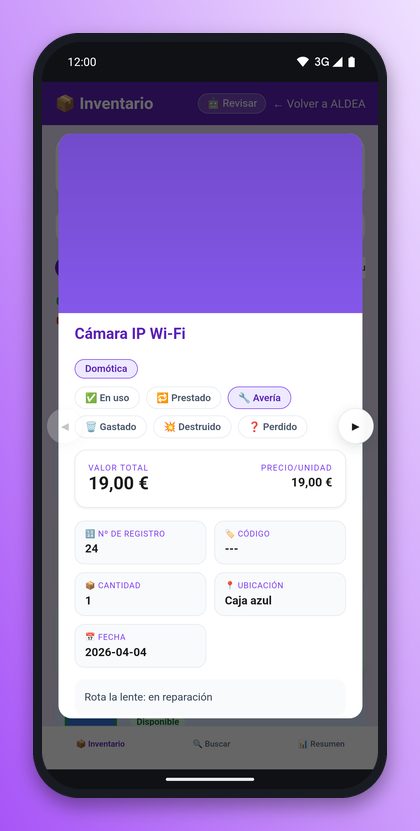 12:00
3G
📦 Inventario
🤖 Revisar
← Volver a ALDEA
Cámara IP Wi-Fi
Domótica
✅ En uso
🔁 Prestado
🔧 Avería
🗑️ Gastado
💥 Destruido
❓ Perdido
◀
▶
VALOR TOTAL
PRECIO/UNIDAD
19,00 €
19,00 €
🔢 Nº DE REGISTRO
🏷️ CÓDIGO
24
---
📦 CANTIDAD
📍 UBICACIÓN
1
Caja azul
📅 FECHA
2026-04-04
Rota la lente: en reparación
Disponible
📦 Inventario
🔍 Buscar
📊 Resumen